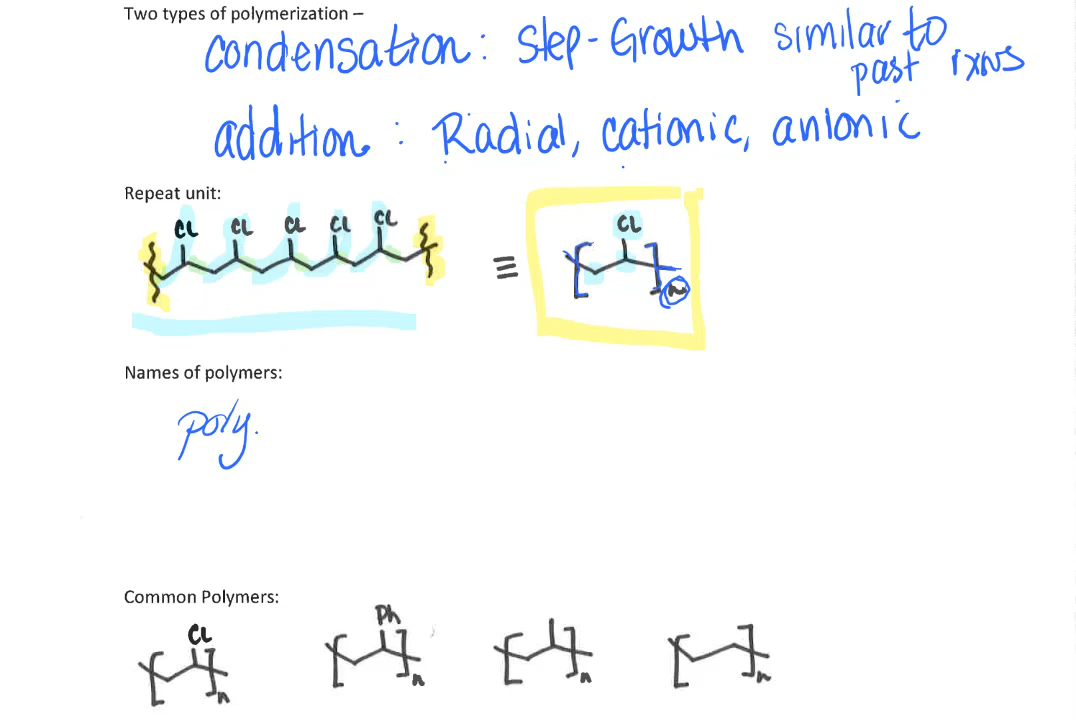 Two types of polymerization –
condensation: step-Growth similar to
past rxns
addition: Radial, cationic, anionic
Repeat unit:
CL CL CL CL CL
CL
≡
n
Names of polymers:
poly.
Common Polymers:
CL Ph
n n n n